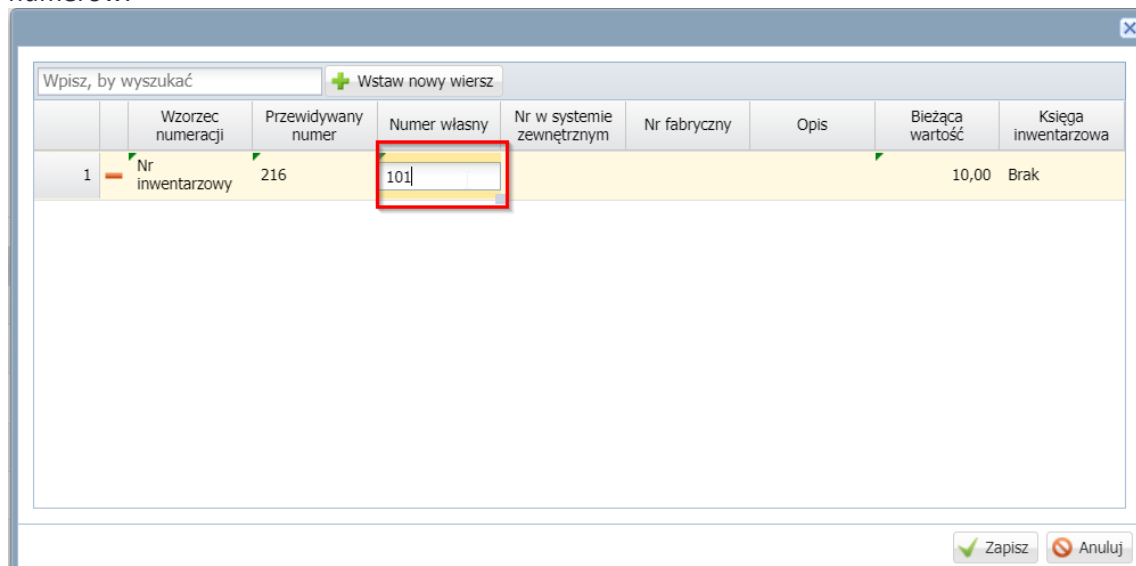 Wpisz, by wyszukać Wstaw nowy wiersz
Wzorzec numeracji Przewidywany numer Numer własny Nr w systemie zewnętrznym Nr fabryczny Opis Bieżąca wartość Księga inwentarzowa
1 Nr inwentarzowy 216 101 10,00 Brak
Zapisz Anuluj